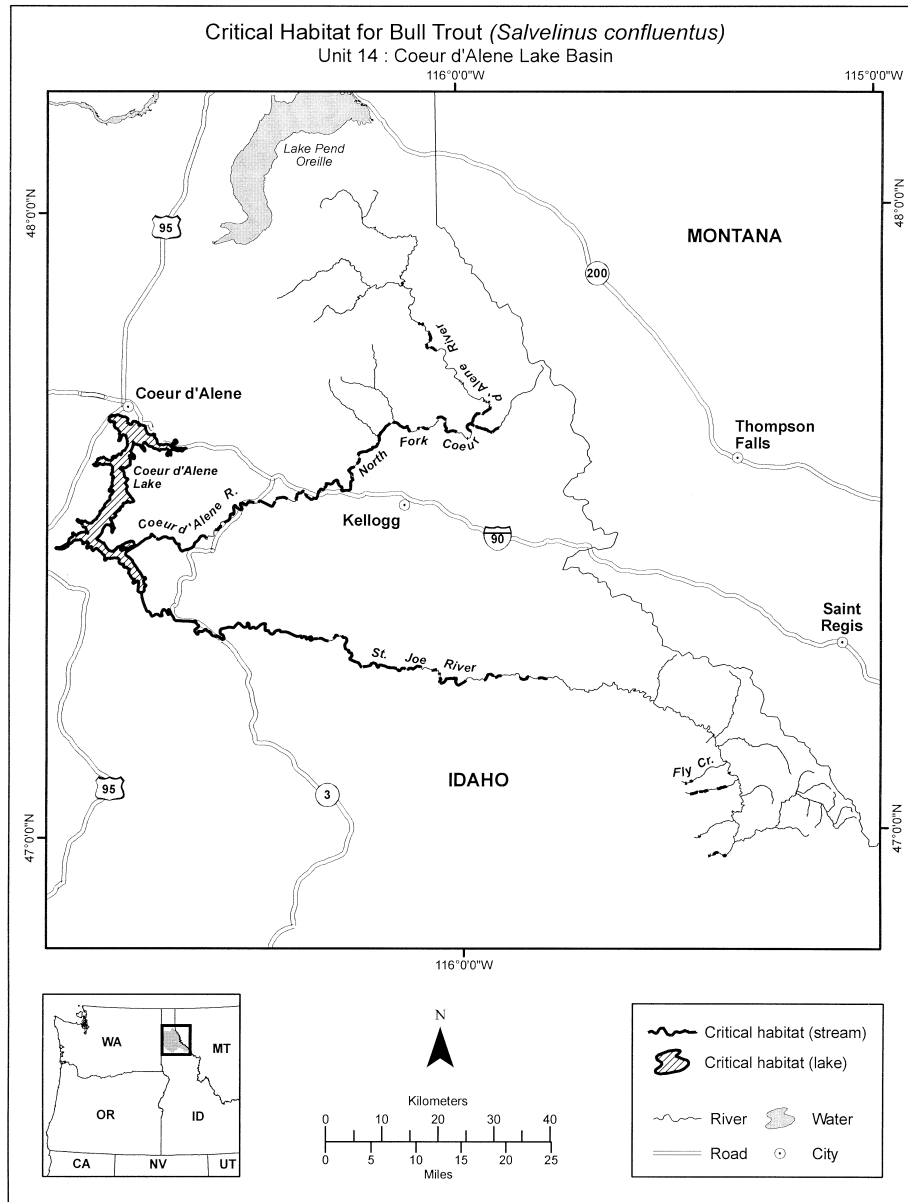 Critical Habitat for Bull Trout (Salvelinus confluentus)
Unit 14 : Coeur d'Alene Lake Basin
116°0'0"W
115°0'0"W
Lake Pend
Oreille
48°0'0"N
48°0'0"N
95
MONTANA
200
d'Alene River
Coeur d'Alene
Thompson
Falls
North Fork Coeur
Coeur d'Alene
Lake
Coeur d'Alene R.
Kellogg
90
Saint
Regis
St. Joe River
Fly Cr.
IDAHO
95
3
47°0'0"N
47°0'0"N
116°0'0"W
WA
MT
OR
ID
CA
NV
UT
N
Kilometers
0 10 20 30 40
0 5 10 15 20 25
Miles
Critical habitat (stream)
Critical habitat (lake)
River
Water
Road
City